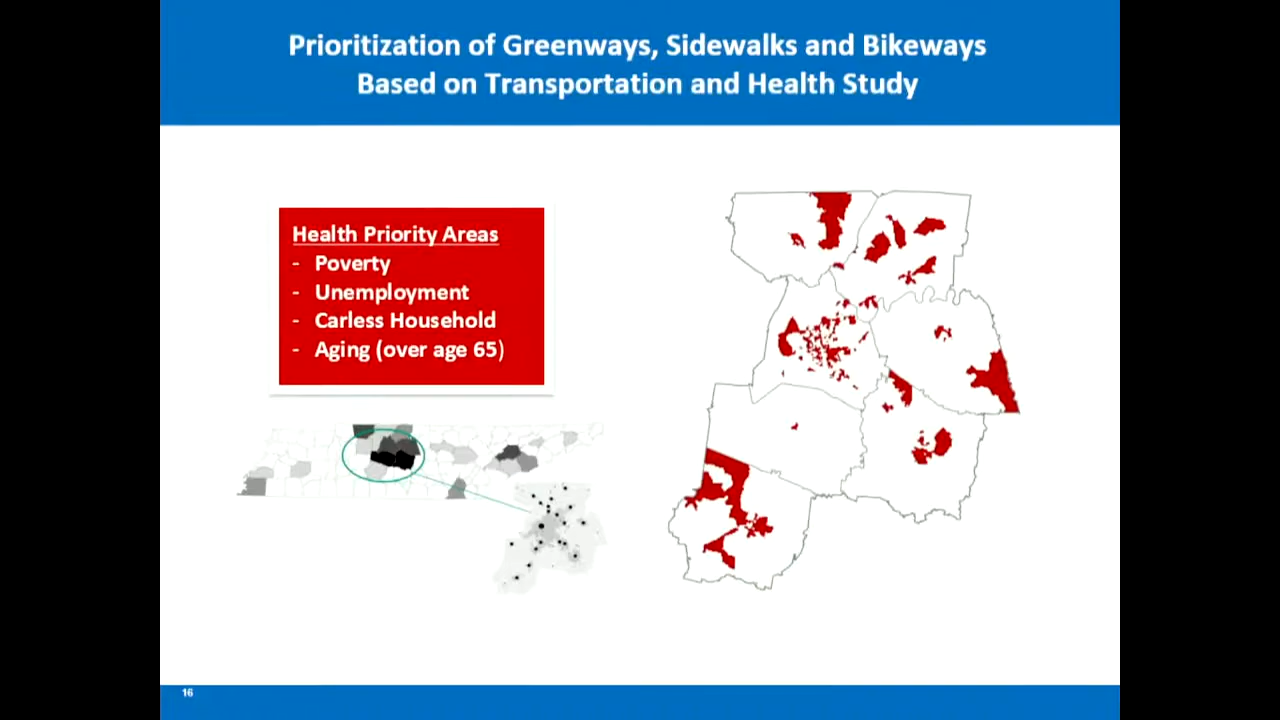 Prioritization of Greenways, Sidewalks and Bikeways
Based on Transportation and Health Study
Health Priority Areas
- Poverty
- Unemployment
- Carless Household
- Aging (over age 65)
16